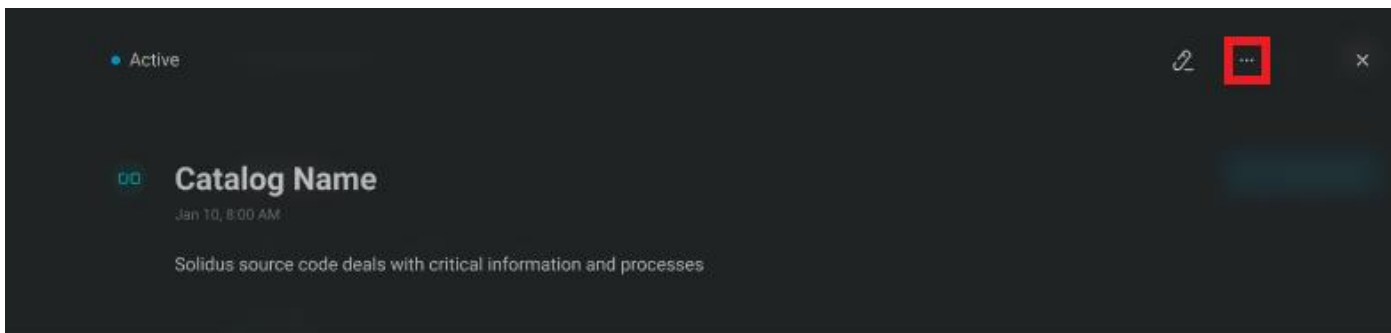 Active
Catalog Name
Jan 10, 8:00 AM
Solidus source code deals with critical information and processes